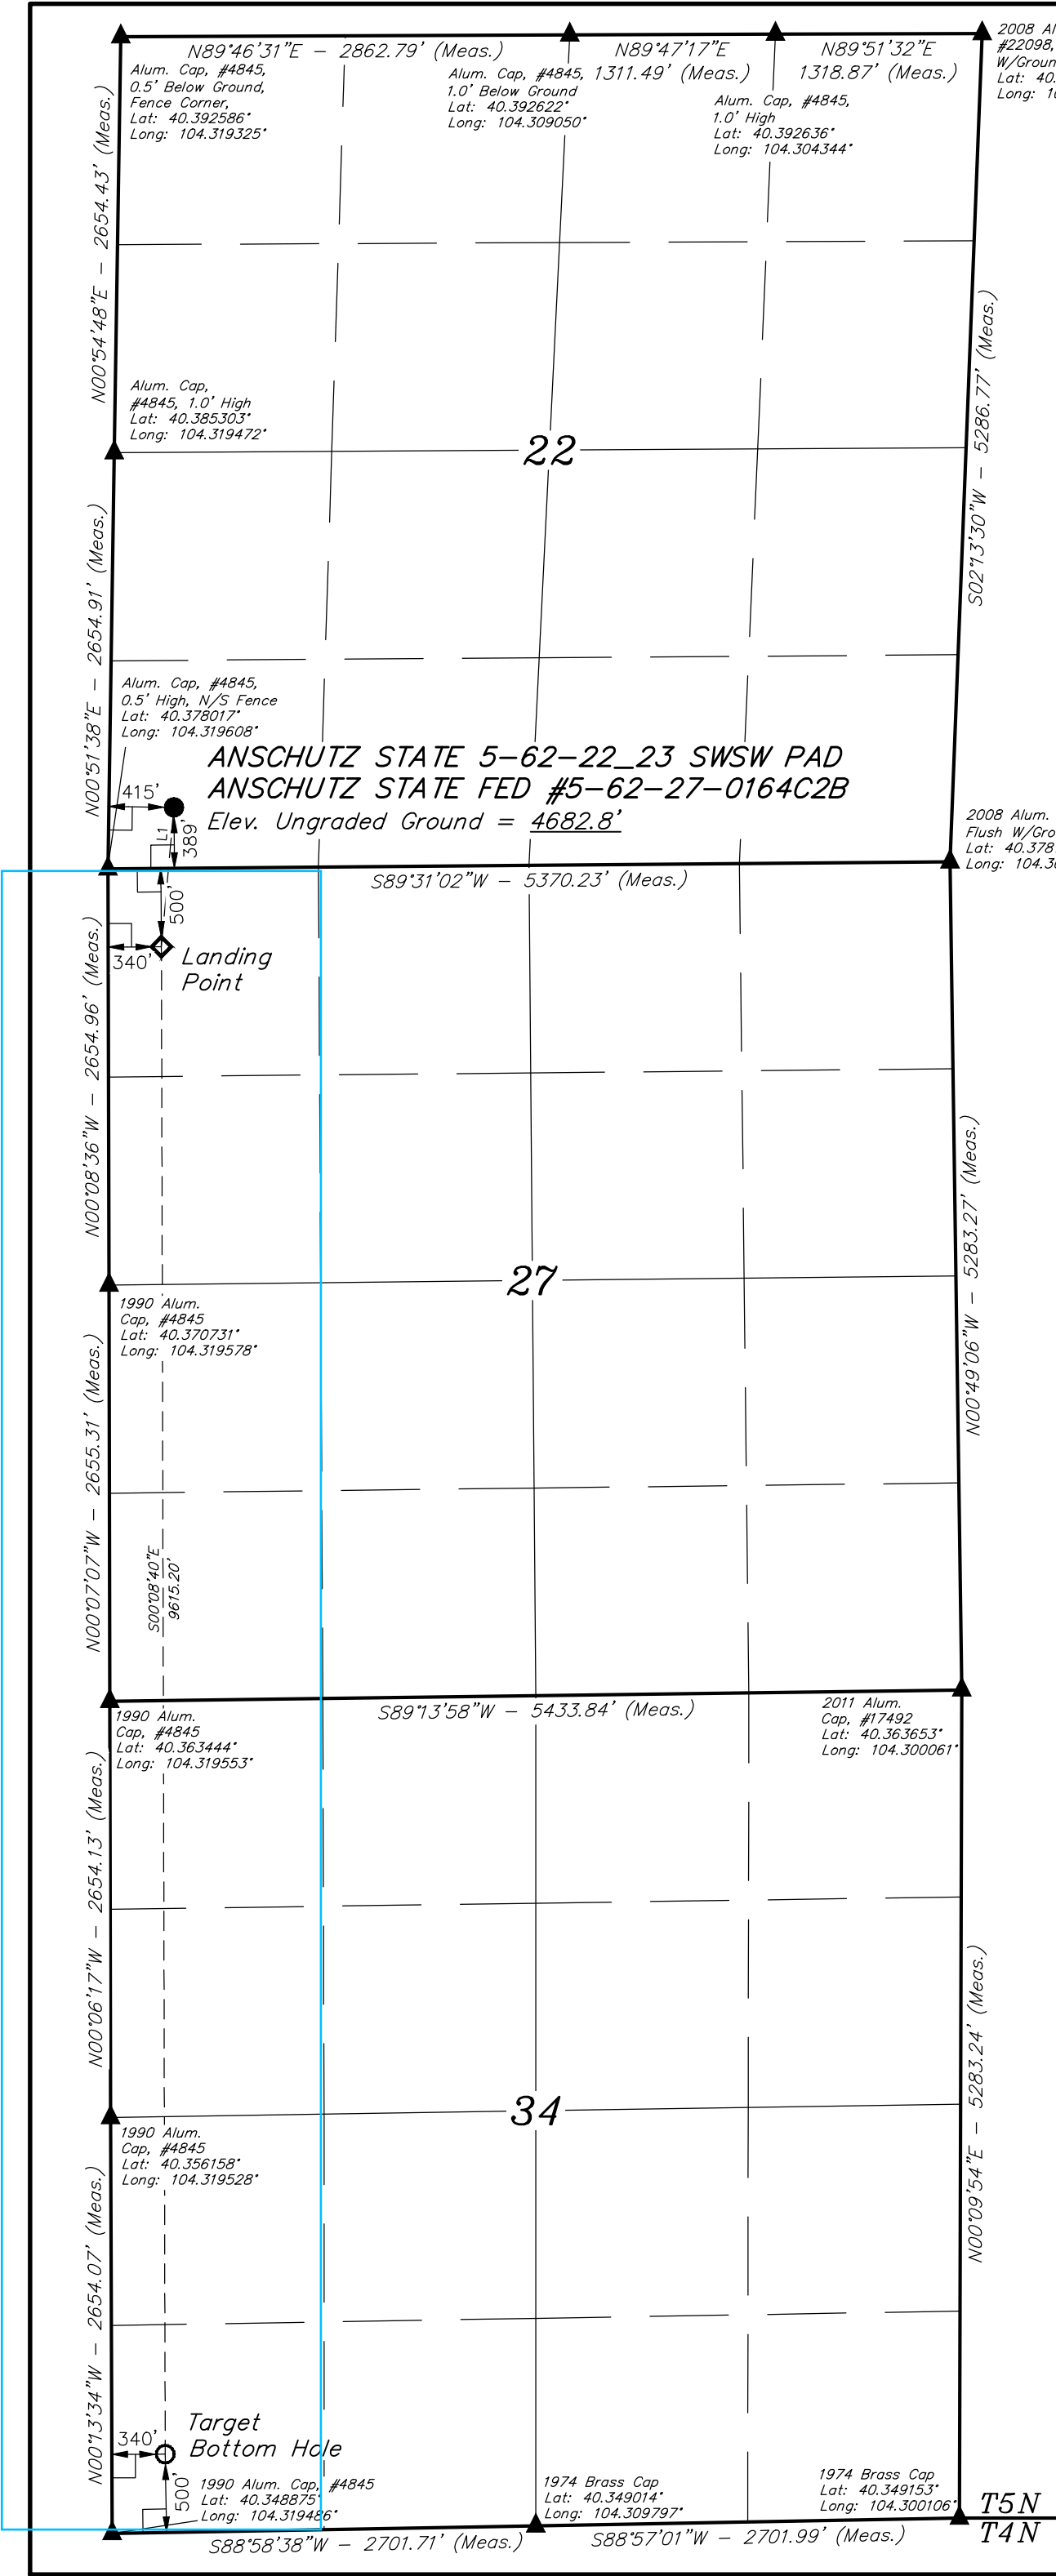 N89°46'31"E – 2862.79' (Meas.)
N89°47'17"E
1311.49' (Meas.)
N89°51'32"E
1318.87' (Meas.)
2008
#22098,
Lat: 40.
Alum. Cap, #4845,
0.5' Below Ground,
Fence Corner,
Lat: 40.392586°
Long: 104.319325°
Alum. Cap, #4845,
1.0' Below Ground
Lat: 40.392622°
Long: 104.309050°
Alum. Cap, #4845,
1.0' High
Lat: 40.392636°
Long: 104.304344°
N00°54'48"E – 2654.43' (Meas.)
S02°13'30"W – 5286.77' (Meas.)
Alum. Cap,
#4845, 1.0' High
Lat: 40.385303°
Long: 104.319472°
22
N00°51'38"E – 2654.91' (Meas.)
Alum. Cap, #4845,
0.5' High, N/S Fence
Lat: 40.378017°
Long: 104.319608°
ANSCHUTZ STATE 5-62-22_23 SWSW PAD
ANSCHUTZ STATE FED #5-62-27-0164C2B
Elev. Ungraded Ground = 4682.8'
415'
L1
389'
2008 Alum.
Flush
Lat: 40.378
Long: 104.3
S89°31'02"W – 5370.23' (Meas.)
500'
340'
Landing
Point
N00°08'36"W – 2654.96' (Meas.)
27
N00°49'06"W – 5283.27' (Meas.)
1990 Alum.
Cap, #4845
Lat: 40.370731°
Long: 104.319578°
N00°07'07"W – 2655.31' (Meas.)
S00°08'40"E
9615.20'
S89°13'58"W – 5433.84' (Meas.)
1990 Alum.
Cap, #4845
Lat: 40.363444°
Long: 104.319553°
2011 Alum.
Cap, #17492
Lat: 40.363653°
Long: 104.300061°
N00°06'17"W – 2654.13' (Meas.)
34
N00°09'54"E – 5283.24' (Meas.)
1990 Alum.
Cap, #4845
Lat: 40.356158°
Long: 104.319528°
N00°13'34"W – 2654.07' (Meas.)
Target
Bottom Hole
340'
500'
1990 Alum. Cap, #4845
Lat: 40.348875°
Long: 104.319486°
1974 Brass Cap
Lat: 40.349014°
Long: 104.309797°
1974 Brass Cap
Lat: 40.349153°
Long: 104.300106°
T5N
T4N
S88°58'38"W – 2701.71' (Meas.)
S88°57'01"W – 2701.99' (Meas.)